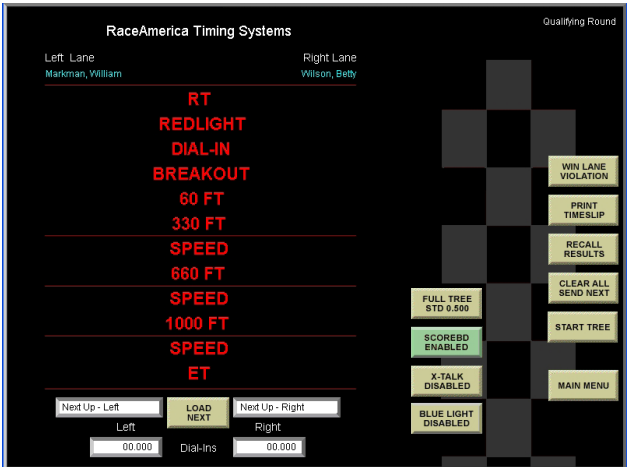 RaceAmerica Timing Systems
Qualifying Round
Left Lane
Right Lane
Markman, William
Wilson, Betty
RT
REDLIGHT
DIAL-IN
BREAKOUT
60 FT
330 FT
SPEED
660 FT
SPEED
1000 FT
SPEED
ET
Next Up - Left
LOAD
NEXT
Next Up - Right
Left
Right
00.000
Dial-Ins
00.000
FULL TREE
STD 0.500
SCOREBD
ENABLED
X-TALK
DISABLED
BLUE LIGHT
DISABLED
WIN LANE
VIOLATION
PRINT
TIMESLIP
RECALL
RESULTS
CLEAR ALL
SEND NEXT
START TREE
MAIN MENU